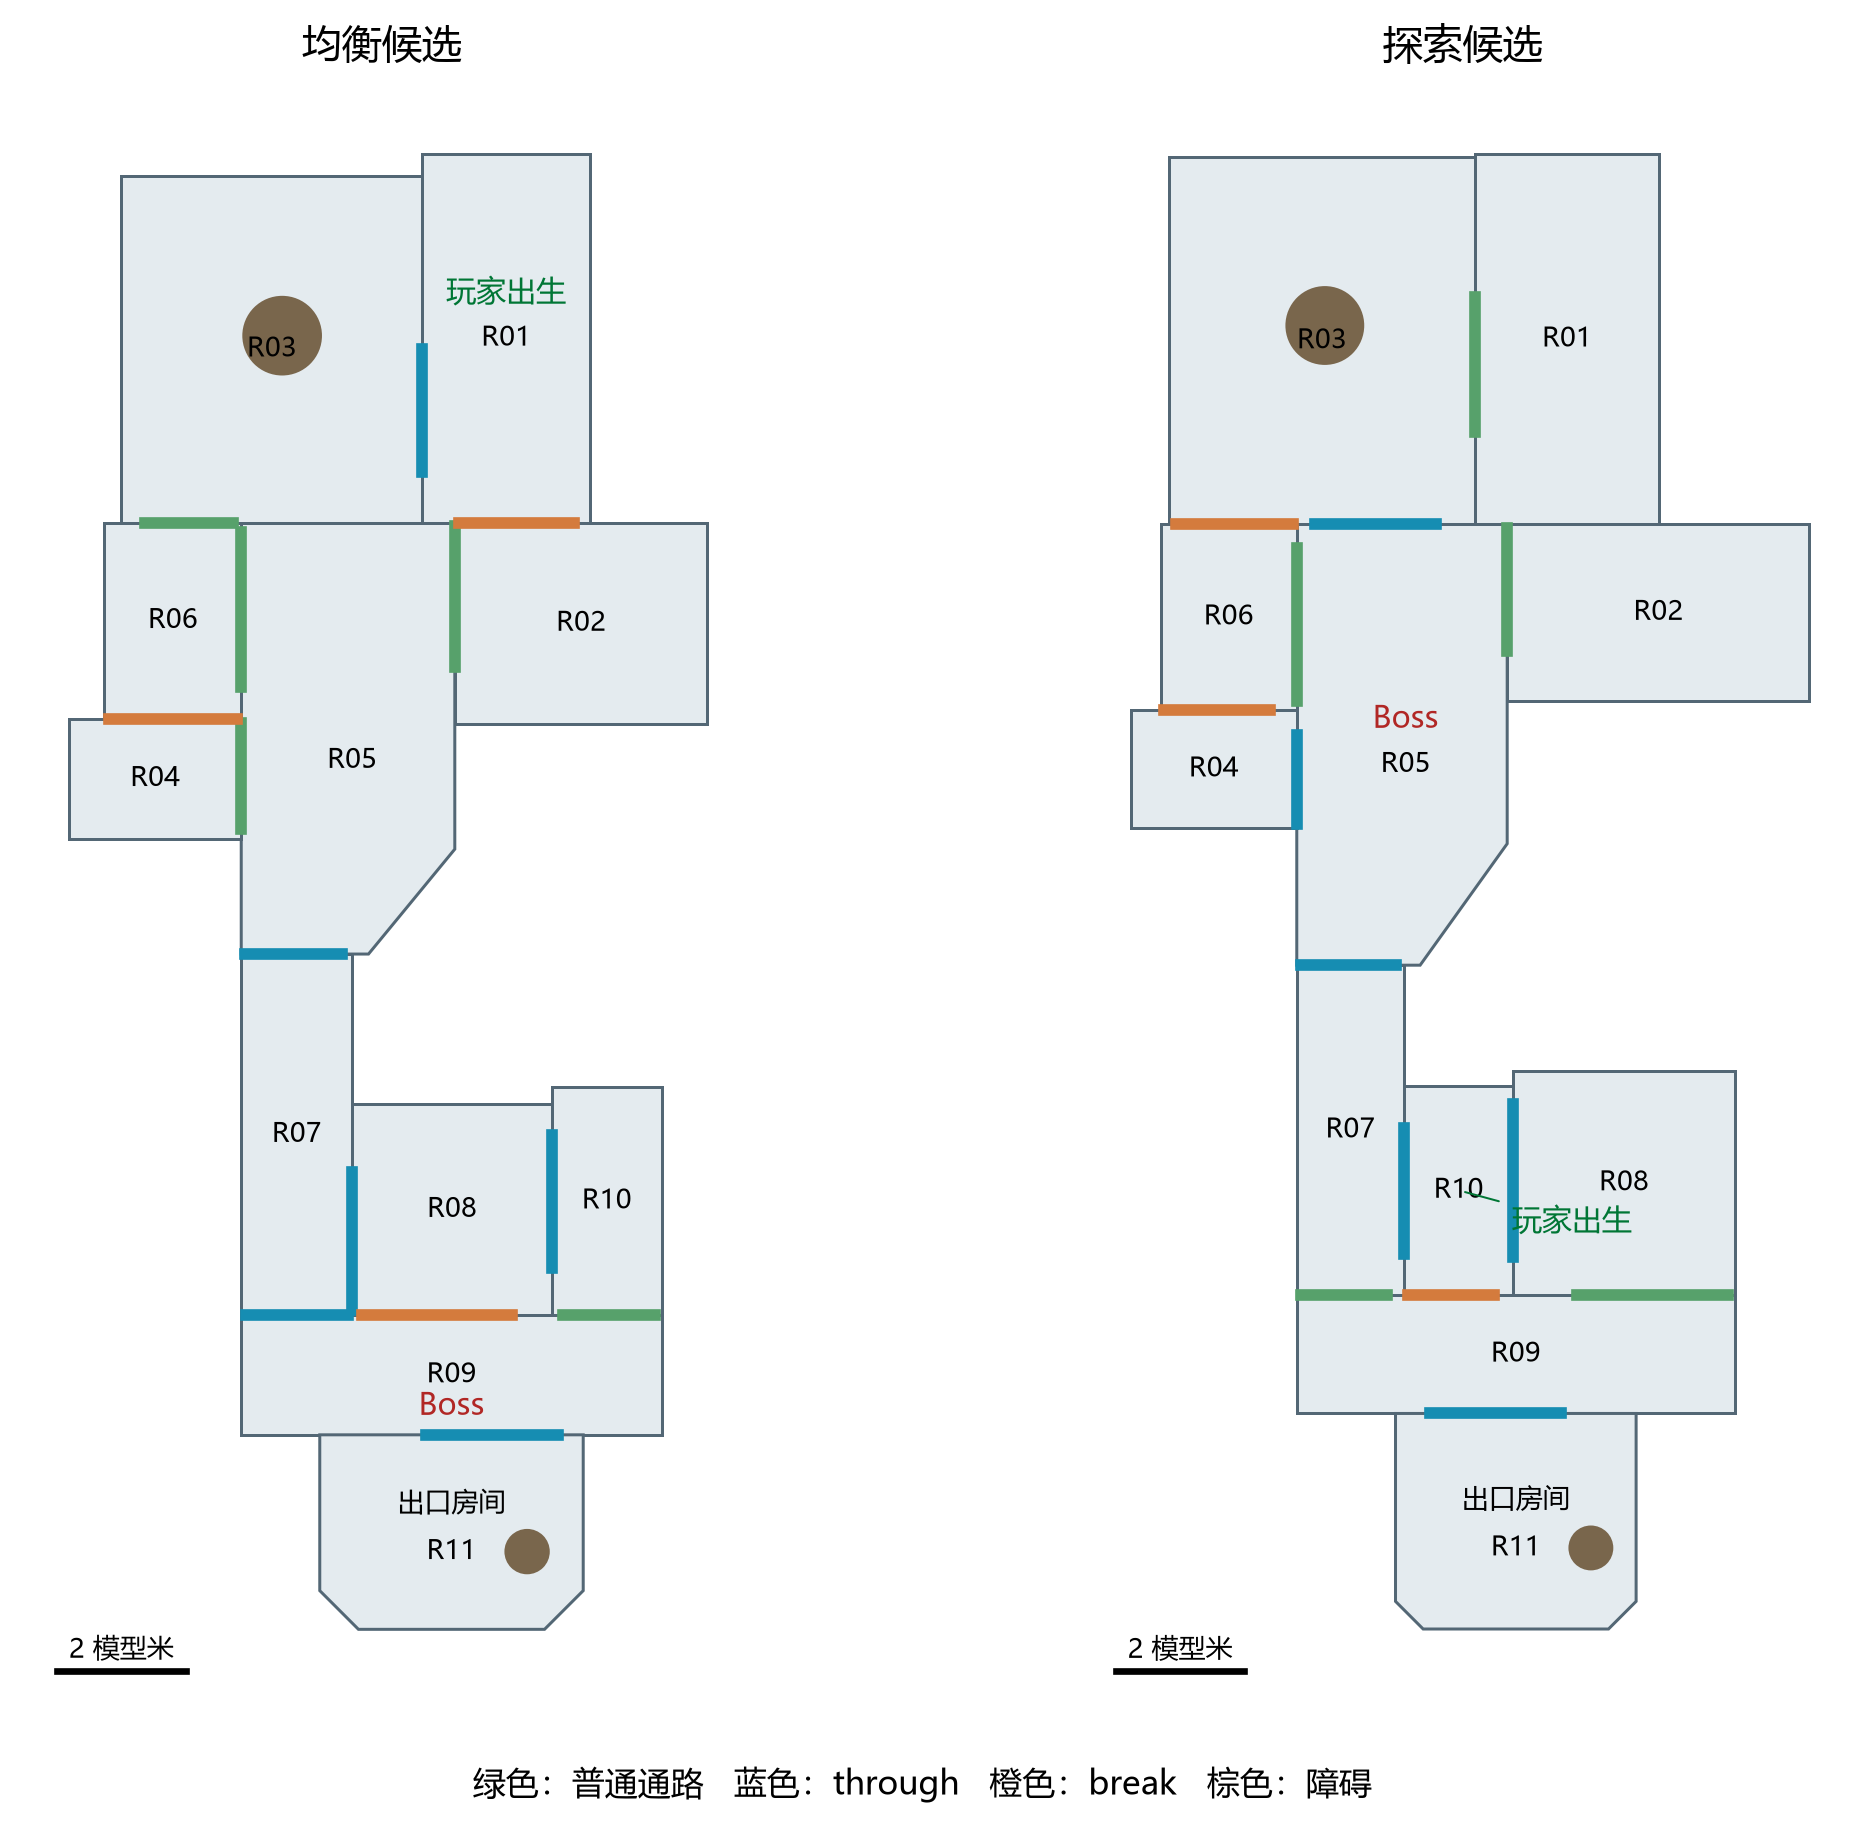 均衡候选
玩家出生
R01
R03
R06
R02
R05
R04
R07
R08
R10
R09
Boss
出口房间
R11
2 模型米
探索候选
R01
R03
R06
R02
Boss
R05
R04
R07
R10
R08
玩家出生
R09
出口房间
R11
2 模型米
绿色：普通通路 蓝色：through 橙色：break 棕色：障碍